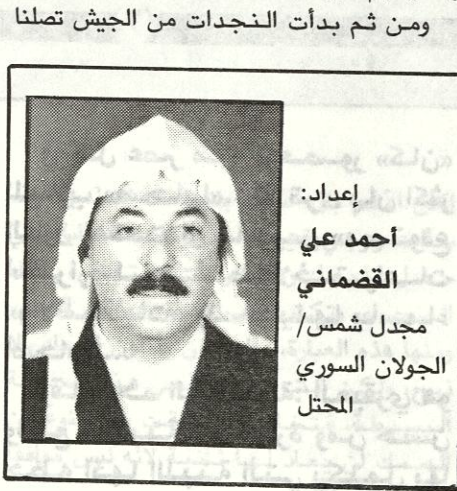 ومن ثم بدأت النجدات من الجيش تصلنا
إعداد:
أحمد علي
القضماني
مجدل شمس/
الجولان السوري
المحتل